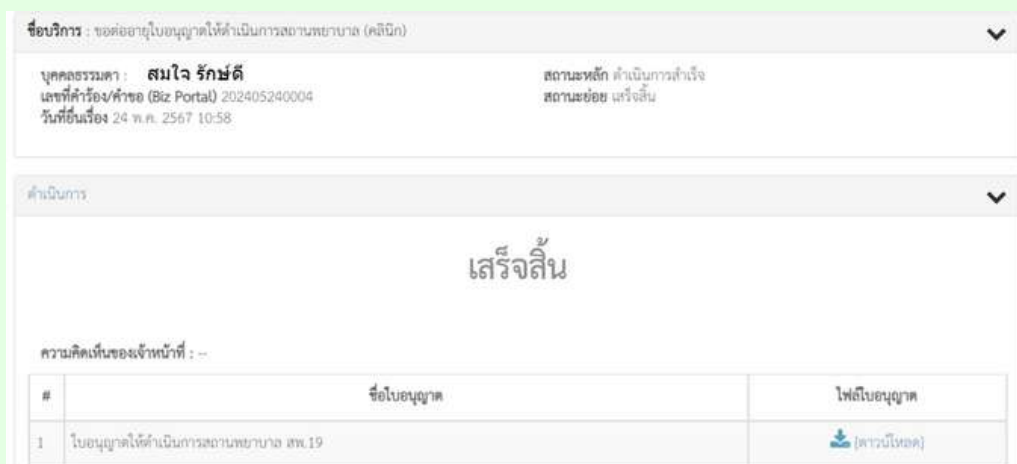 ชื่อบริการ : ขอต่ออายุใบอนุญาตให้ดำเนินการสถานพยาบาล (คลินิก)
บุคคลธรรมดา : สมใจ รักษ์ดี
เลขที่คำร้อง/คำขอ (Biz Portal) 202405240004
วันที่ยื่นเรื่อง 24 พ.ค. 2567 10:58
สถานะหลัก ดำเนินการสำเร็จ
สถานะย่อย เสร็จสิ้น
ดำเนินการ
เสร็จสิ้น
ความคิดเห็นของเจ้าหน้าที่ : --
# ชื่อใบอนุญาต ไฟล์ใบอนุญาต
1 ใบอนุญาตให้ดำเนินการสถานพยาบาล สพ.19 [ดาวน์โหลด]